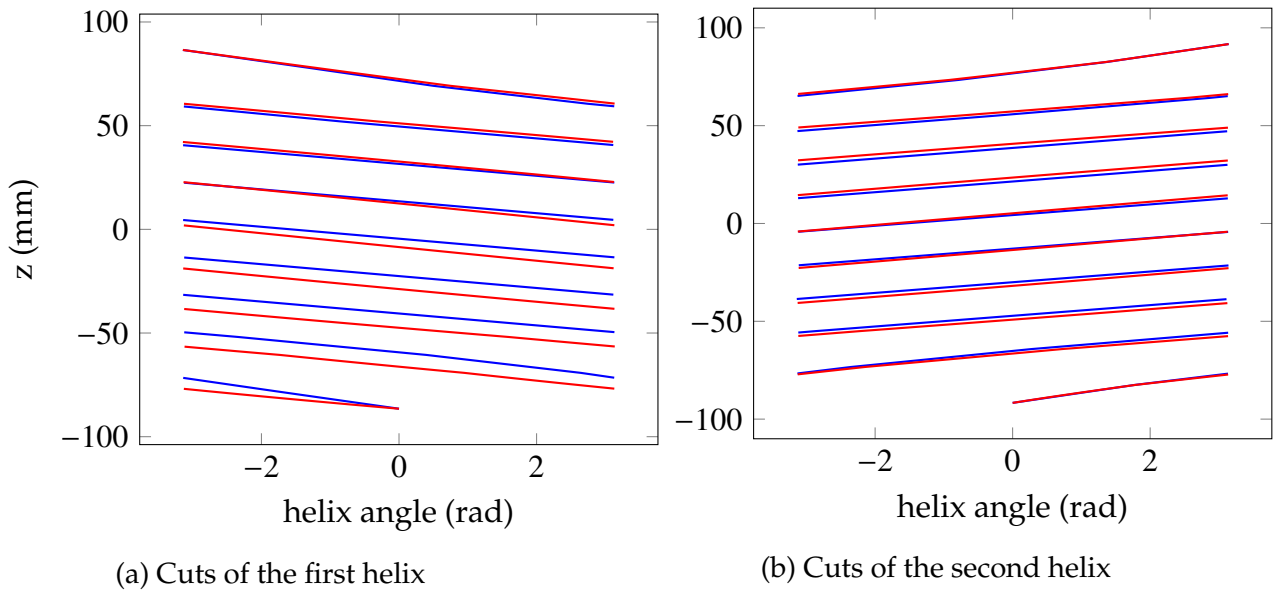 100
50
0
−50
−100
z (mm)
−2 0 2
helix angle (rad)
(a) Cuts of the first helix
100
50
0
−50
−100
−2 0 2
helix angle (rad)
(b) Cuts of the second helix